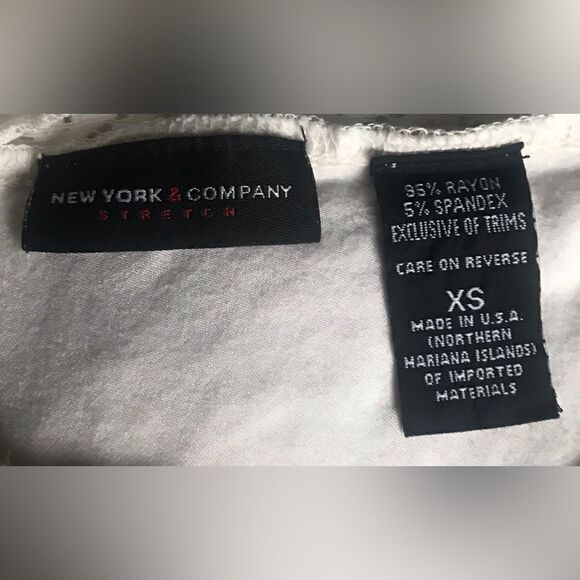 NEW YORK & COMPANY
STRETCH
95% RAYON
5% SPANDEX
EXCLUSIVE OF TRIMS
CARE ON REVERSE
XS
MADE IN U.S.A.
(NORTHERN
MARIANA ISLANDS)
OF IMPORTED
MATERIALS